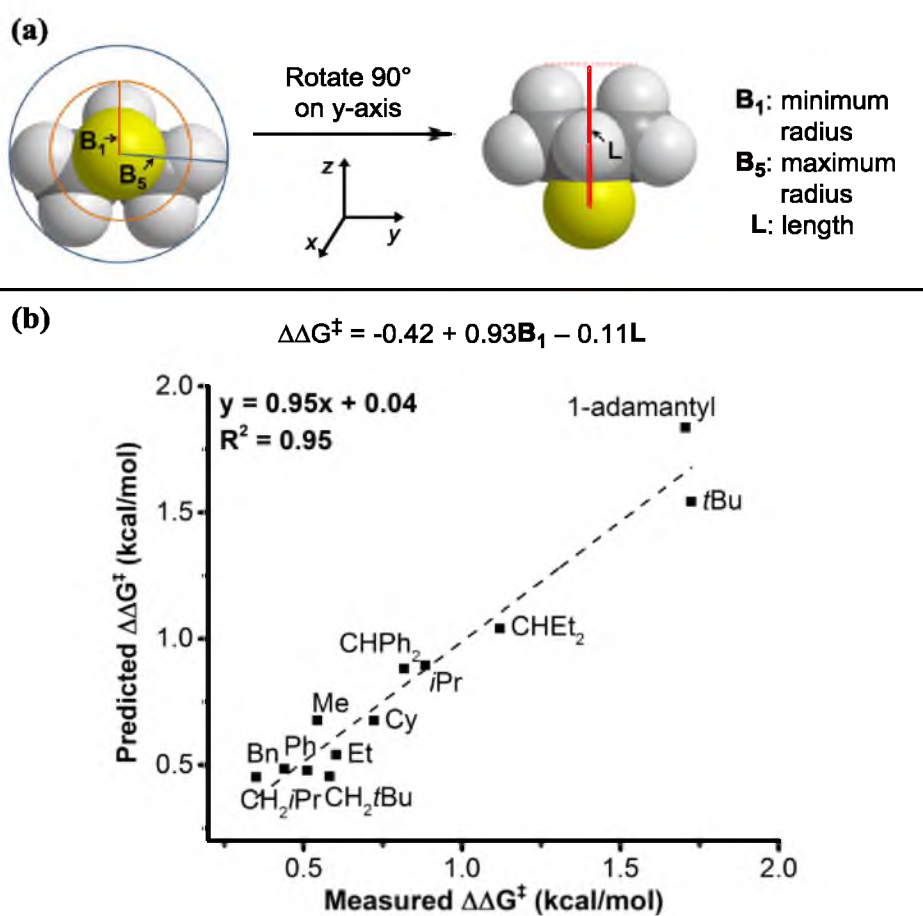 (a)
Rotate 90°
on y-axis
B₁
B₅
z
x
y
L
B₁: minimum
radius
B₅: maximum
radius
L: length
(b)
ΔΔG‡ = -0.42 + 0.93B₁ – 0.11L
y = 0.95x + 0.04
R² = 0.95
Predicted ΔΔG‡ (kcal/mol)
2.0
1.5
1.0
0.5
1-adamantyl
tBu
CHEt₂
CHPh₂
iPr
Me
Cy
Bn
Ph
Et
CH₂iPr
CH₂tBu
0.5
1.0
1.5
2.0
Measured ΔΔG‡ (kcal/mol)